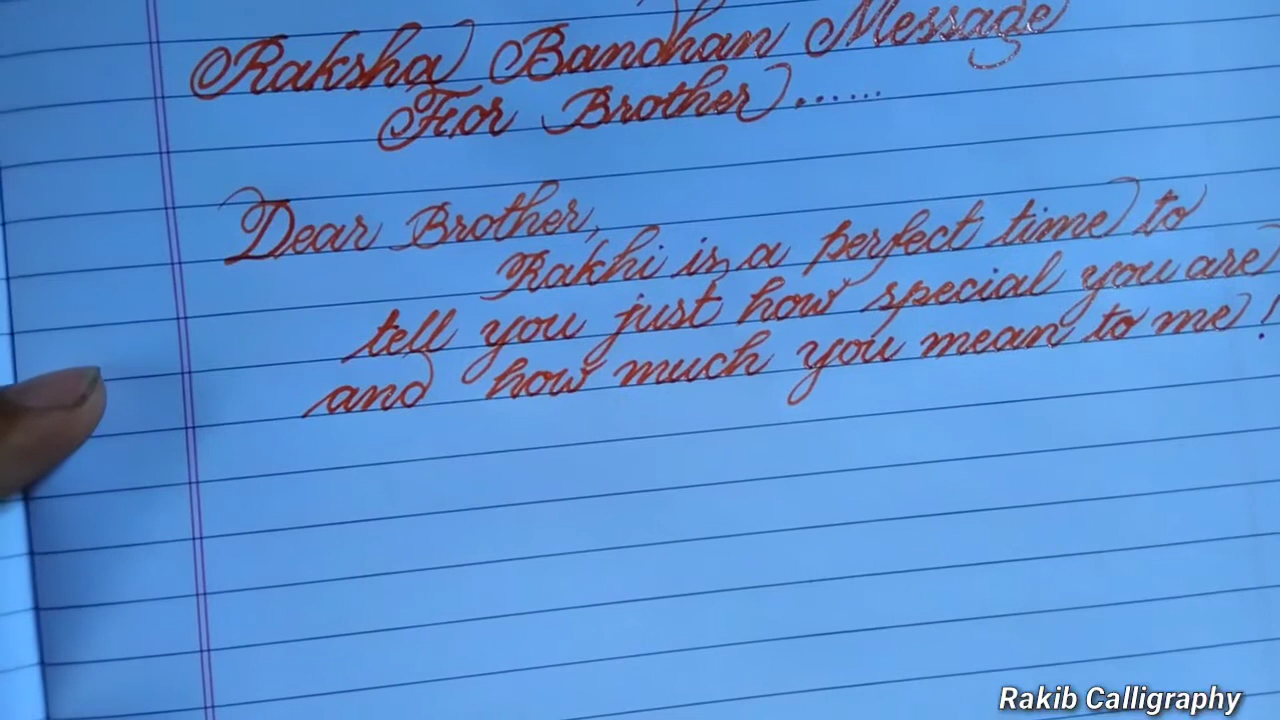 Raksha Bandhan Message
For Brother.......
Dear Brother,
Rakhi is a perfect time to
tell you just how special you are
and how much you mean to me!
Rakib Calligraphy